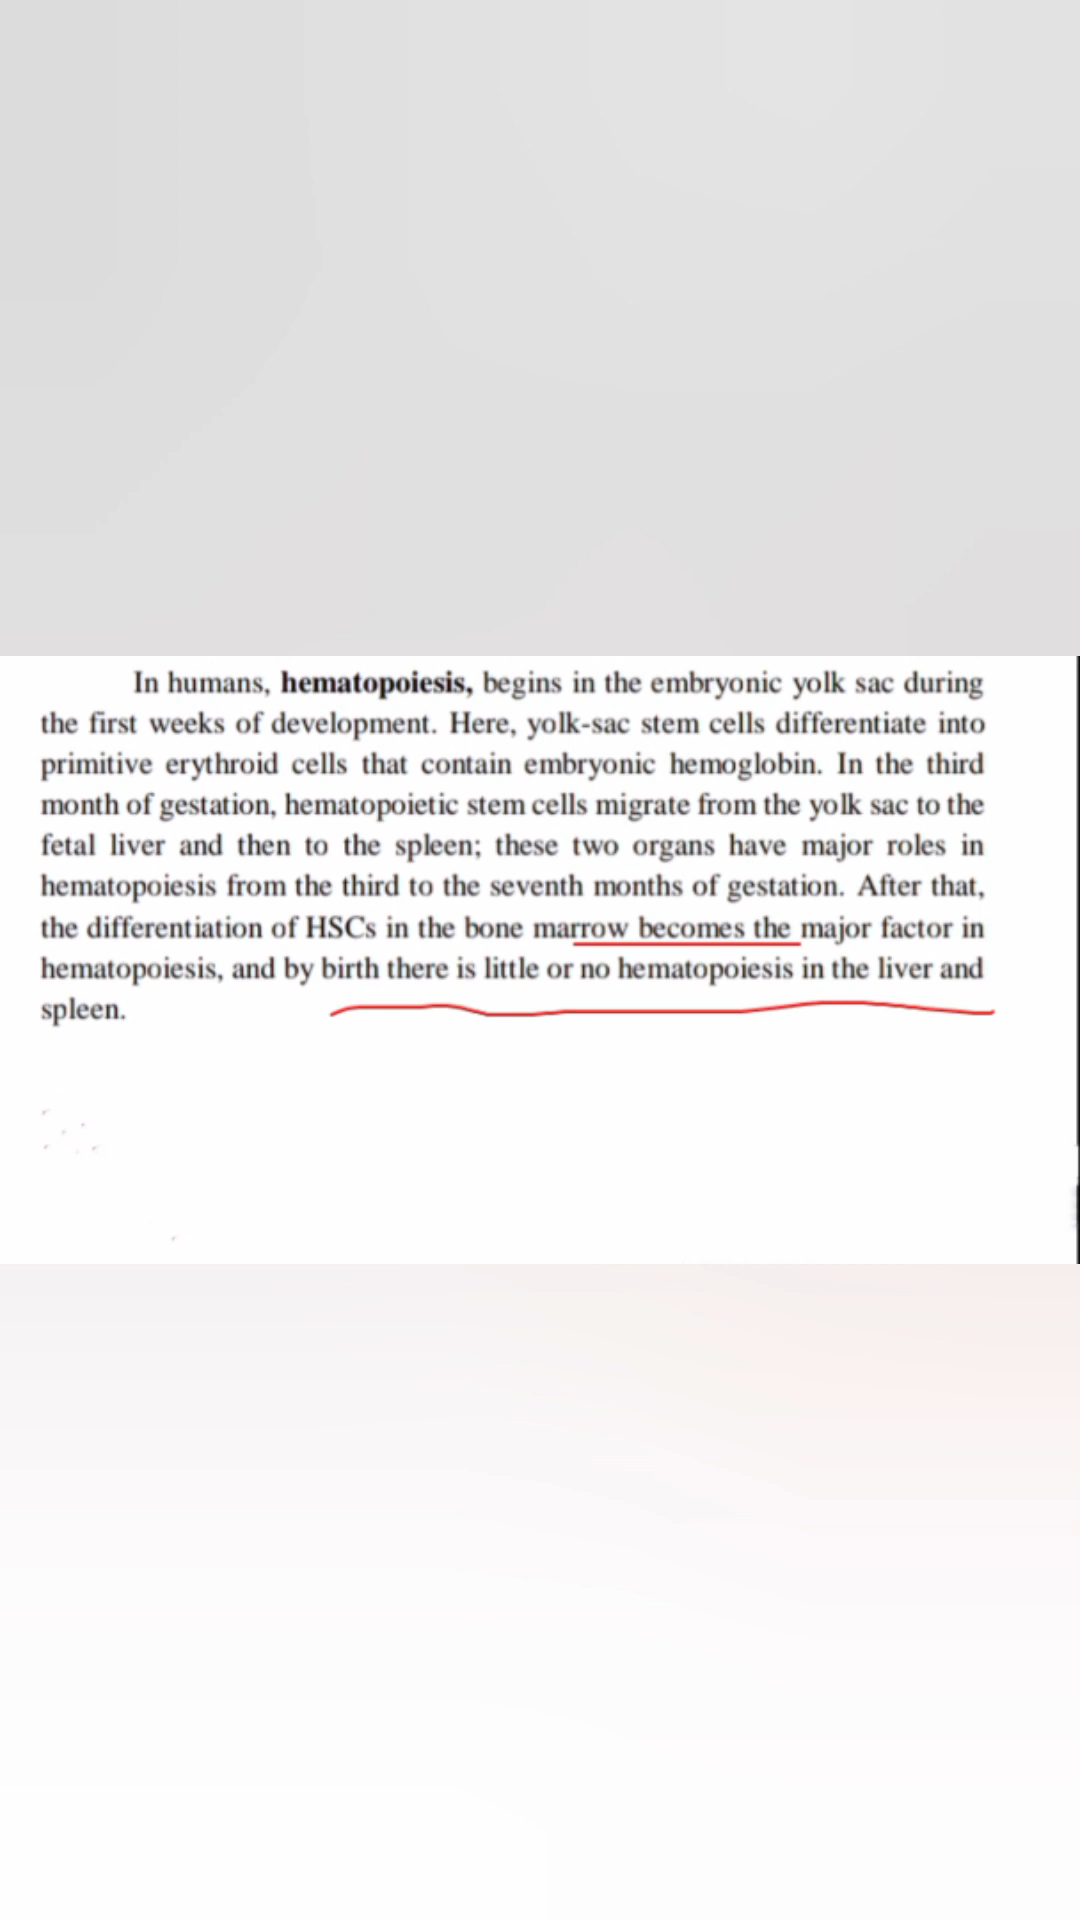 In humans, hematopoiesis, begins in the embryonic yolk sac during
the first weeks of development. Here, yolk-sac stem cells differentiate into
primitive erythroid cells that contain embryonic hemoglobin. In the third
month of gestation, hematopoietic stem cells migrate from the yolk sac to the
fetal liver and then to the spleen; these two organs have major roles in
hematopoiesis from the third to the seventh months of gestation. After that,
the differentiation of HSCs in the bone marrow becomes the major factor in
hematopoiesis, and by birth there is little or no hematopoiesis in the liver and
spleen.